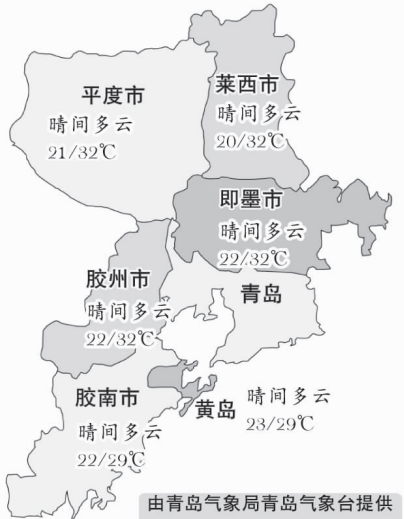 平度市
晴间多云
21/32℃
莱西市
晴间多云
20/32℃
即墨市
晴间多云
22/32℃
胶州市
晴间多云
22/32℃
青岛
胶南市
晴间多云
22/29℃
黄岛
晴间多云
23/29℃
由青岛气象局青岛气象台提供